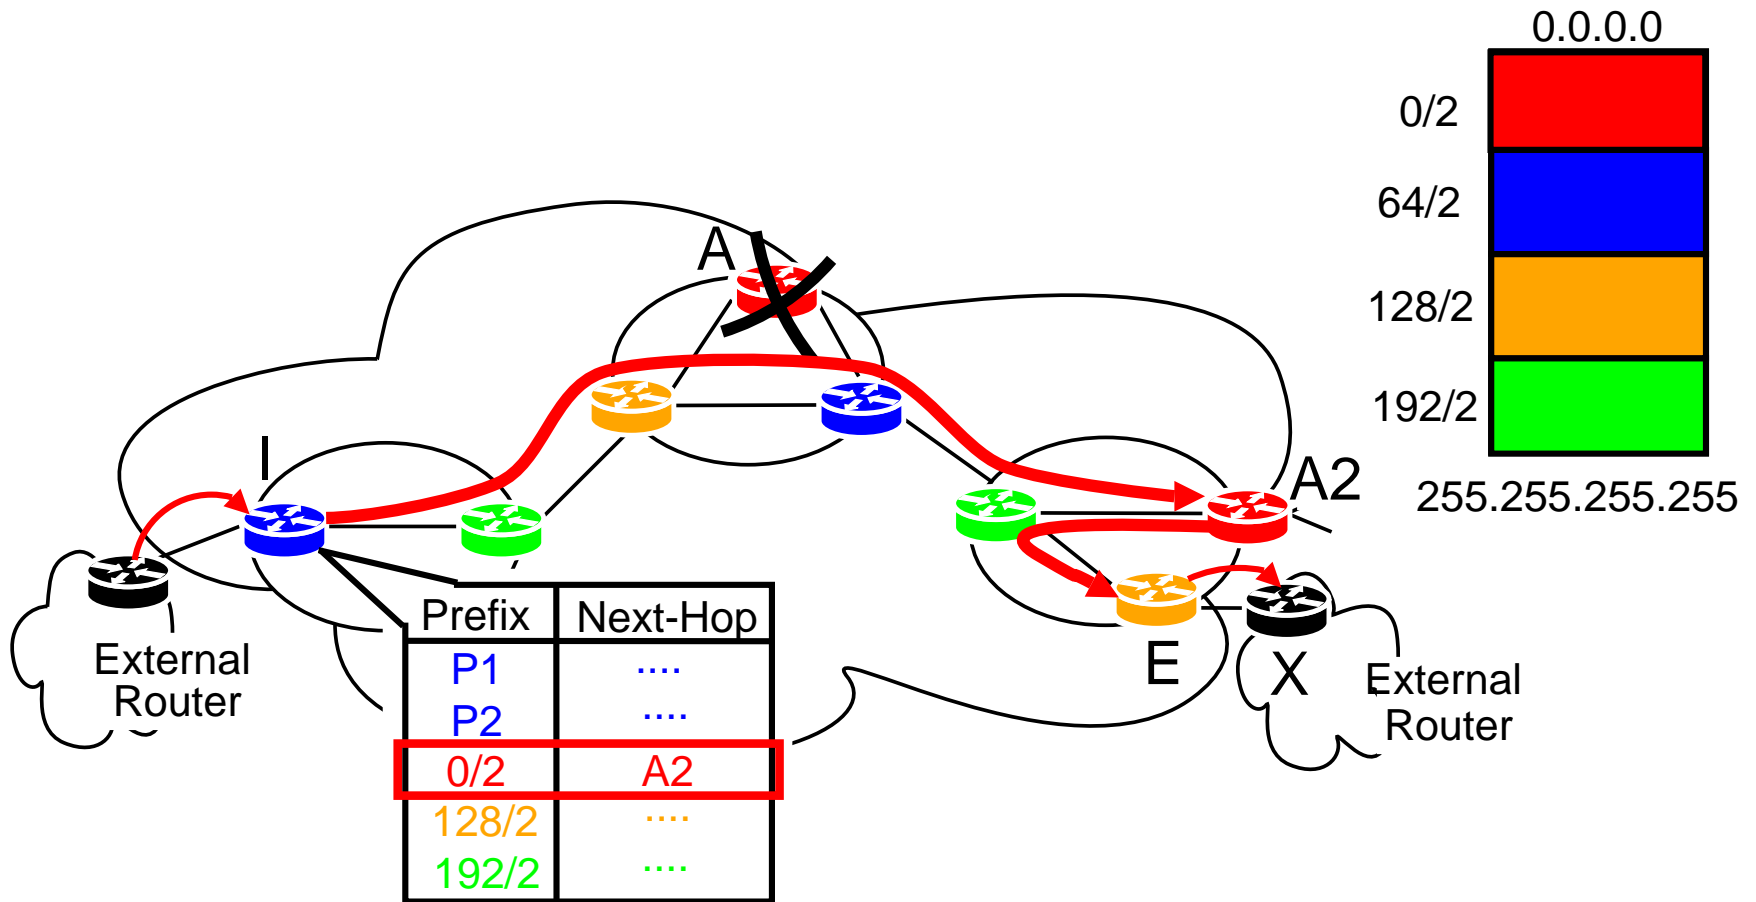 0.0.0.0
0/2
64/2
128/2
192/2
255.255.255.255
A
I
A2
E
X
External
Router
External
Router
Prefix Next-Hop
P1 ....
P2 ....
0/2 A2
128/2 ....
192/2 ....